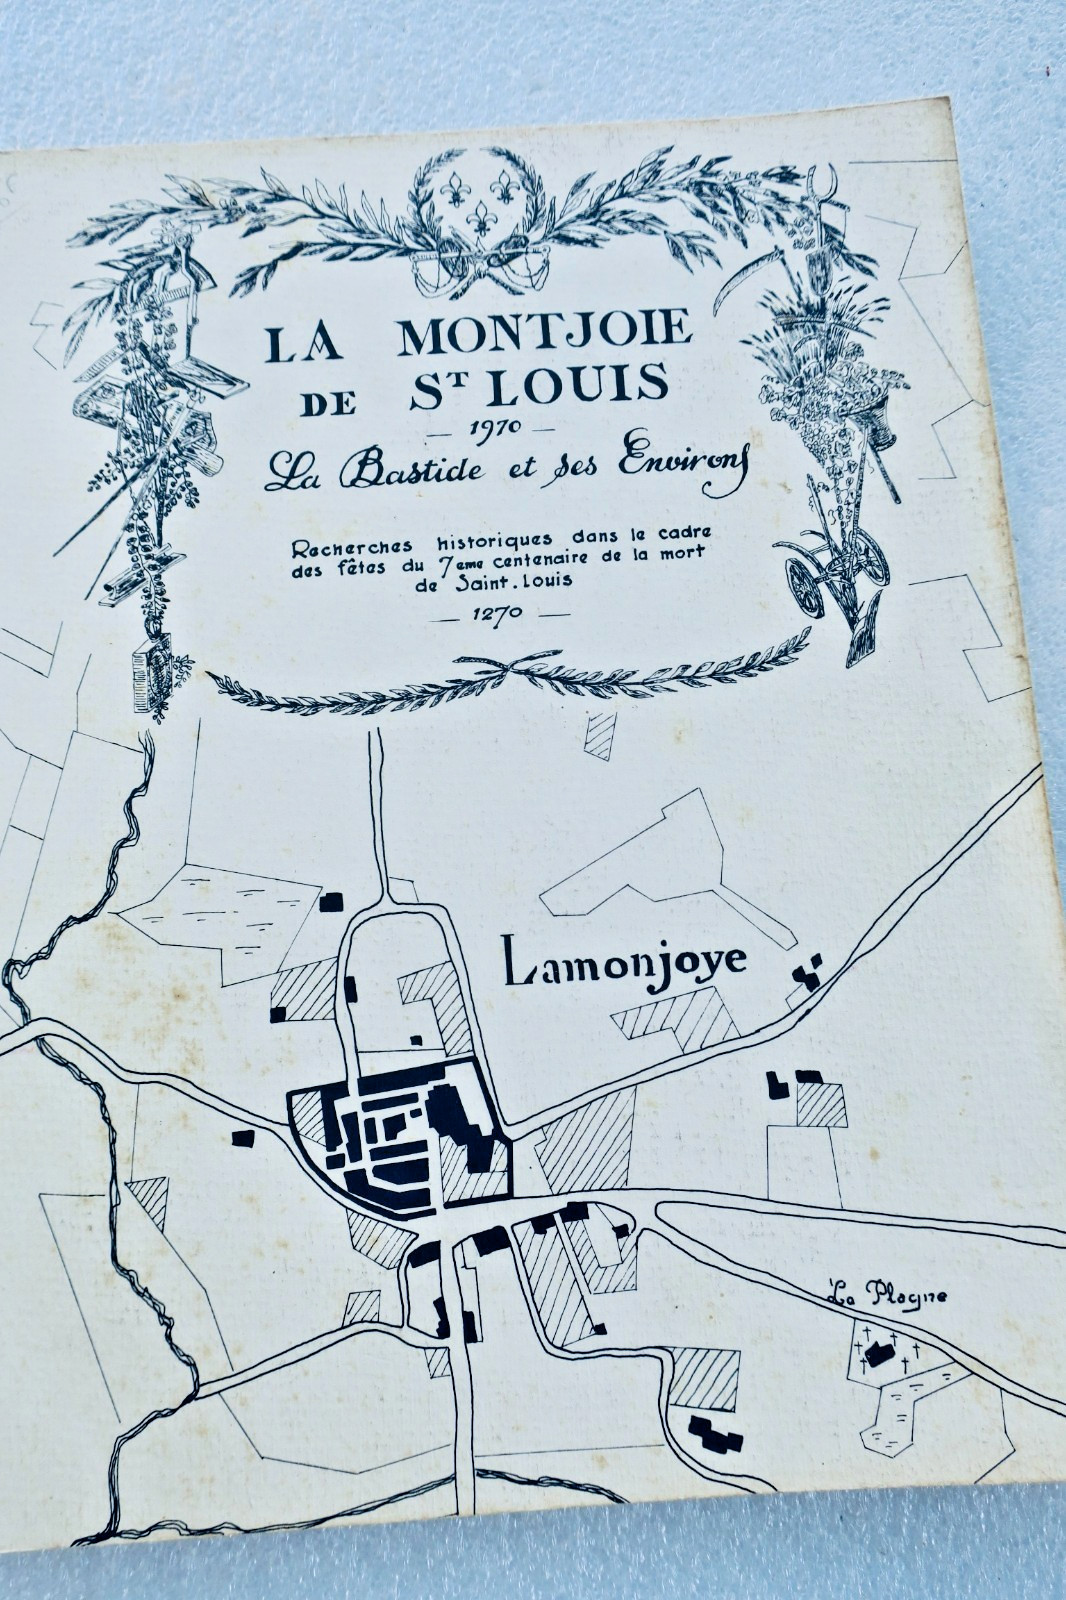 LA MONTJOIE
DE ST LOUIS
— 1970 —
La Bastide et ses Environs
Recherches historiques dans le cadre
des fêtes du 7eme centenaire de la mort
de Saint.Louis
— 1270 —
Lamonjoye
La Plagne